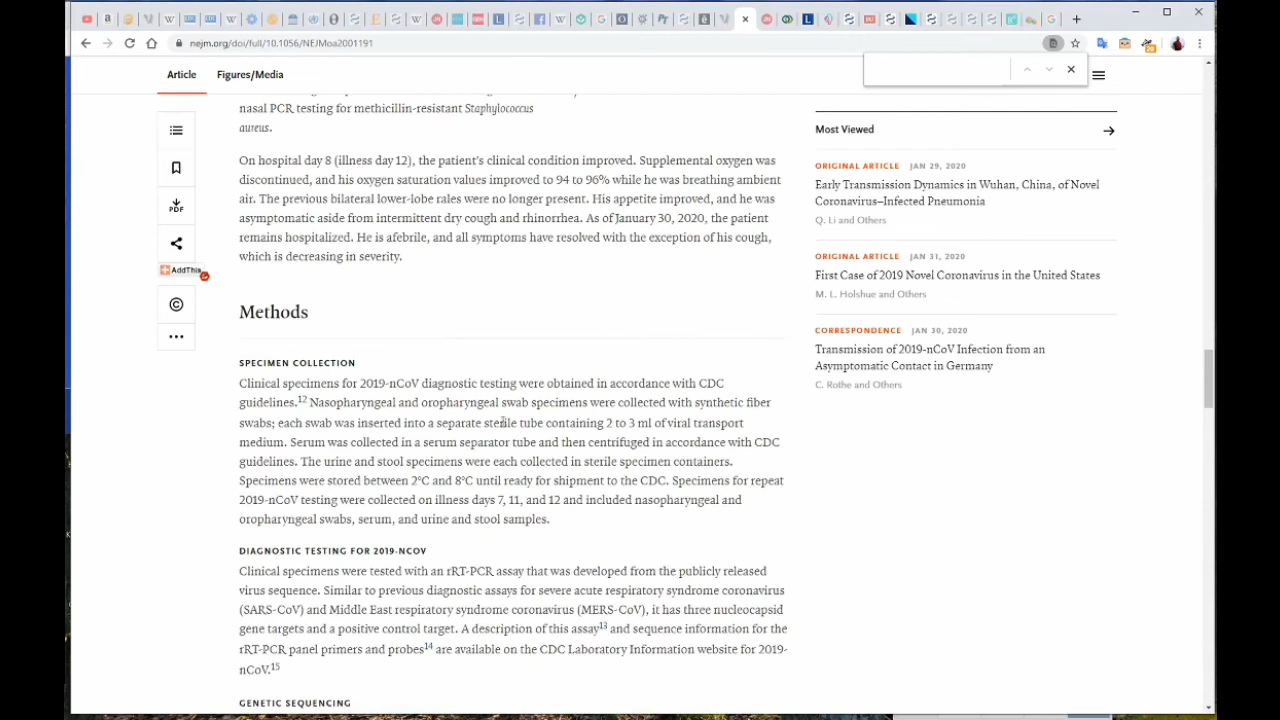 nejm.org/doi/full/10.1056/NEJMoa2001191
Article
Figures/Media
nasal PCR testing for methicillin-resistant Staphylococcus
aureus.
On hospital day 8 (illness day 12), the patient's clinical condition improved. Supplemental oxygen was
discontinued, and his oxygen saturation values improved to 94 to 96% while he was breathing ambient
air. The previous bilateral lower-lobe rales were no longer present. His appetite improved, and he was
asymptomatic aside from intermittent dry cough and rhinorrhea. As of January 30, 2020, the patient
remains hospitalized. He is afebrile, and all symptoms have resolved with the exception of his cough,
which is decreasing in severity.
PDF
AddThis
Methods
SPECIMEN COLLECTION
Clinical specimens for 2019-nCoV diagnostic testing were obtained in accordance with CDC
guidelines.12 Nasopharyngeal and oropharyngeal swab specimens were collected with synthetic fiber
swabs; each swab was inserted into a separate sterile tube containing 2 to 3 ml of viral transport
medium. Serum was collected in a serum separator tube and then centrifuged in accordance with CDC
guidelines. The urine and stool specimens were each collected in sterile specimen containers.
Specimens were stored between 2°C and 8°C until ready for shipment to the CDC. Specimens for repeat
2019-nCoV testing were collected on illness days 7, 11, and 12 and included nasopharyngeal and
oropharyngeal swabs, serum, and urine and stool samples.
DIAGNOSTIC TESTING FOR 2019-NCOV
Clinical specimens were tested with an rRT-PCR assay that was developed from the publicly released
virus sequence. Similar to previous diagnostic assays for severe acute respiratory syndrome coronavirus
(SARS-CoV) and Middle East respiratory syndrome coronavirus (MERS-CoV), it has three nucleocapsid
gene targets and a positive control target. A description of this assay13 and sequence information for the
rRT-PCR panel primers and probes14 are available on the CDC Laboratory Information website for 2019-
nCoV.15
GENETIC SEQUENCING
Most Viewed
ORIGINAL ARTICLE JAN 29, 2020
Early Transmission Dynamics in Wuhan, China, of Novel
Coronavirus–Infected Pneumonia
Q. Li and Others
ORIGINAL ARTICLE JAN 31, 2020
First Case of 2019 Novel Coronavirus in the United States
M. L. Holshue and Others
CORRESPONDENCE JAN 30, 2020
Transmission of 2019-nCoV Infection from an
Asymptomatic Contact in Germany
C. Rothe and Others